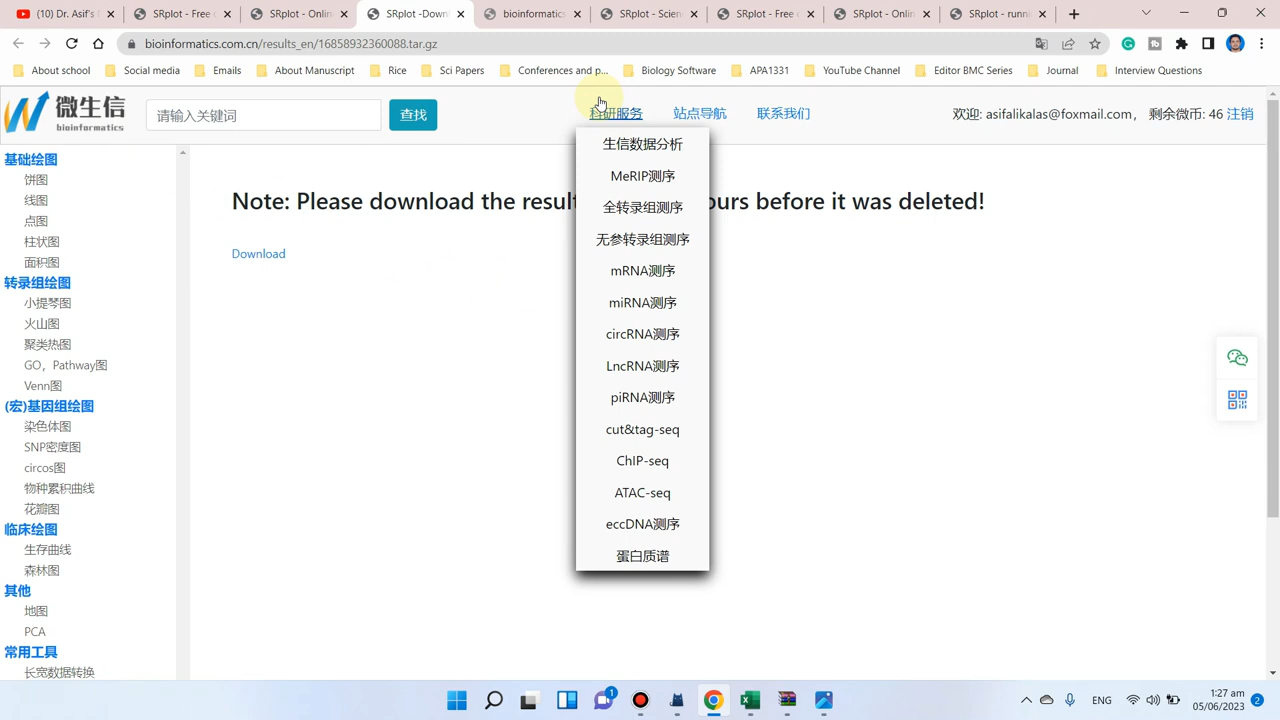 (10) Dr. Asif's
SRplot - Free
SRplot - Onlin
SRplot -Down
bioinformatics
SRplot - Scien
SRplot - Free
SRplot - Onlin
SRplot - runni
bioinformatics.com.cn/results_en/16858932360088.tar.gz
About school
Social media
Emails
About Manuscript
Rice
Sci Papers
Conferences and p...
Biology Software
APA1331
YouTube Channel
Editor BMC Series
Journal
Interview Questions
微生信
bioinformatics
请输入关键词
查找
科研服务
站点导航
联系我们
欢迎: asifalikalas@foxmail.com, 剩余微币: 46 注销
生信数据分析
MeRIP测序
全转录组测序
无参转录组测序
mRNA测序
miRNA测序
circRNA测序
LncRNA测序
piRNA测序
cut&tag-seq
ChIP-seq
ATAC-seq
eccDNA测序
蛋白质谱
基础绘图
饼图
线图
点图
柱状图
面积图
转录组绘图
小提琴图
火山图
聚类热图
GO，Pathway图
Venn图
(宏)基因组绘图
染色体图
SNP密度图
circos图
物种累积曲线
花瓣图
临床绘图
生存曲线
森林图
其他
地图
PCA
常用工具
长宽数据转换
Note: Please download the resul ours before it was deleted!
Download
1
ENG
1:27 am
05/06/2023
2